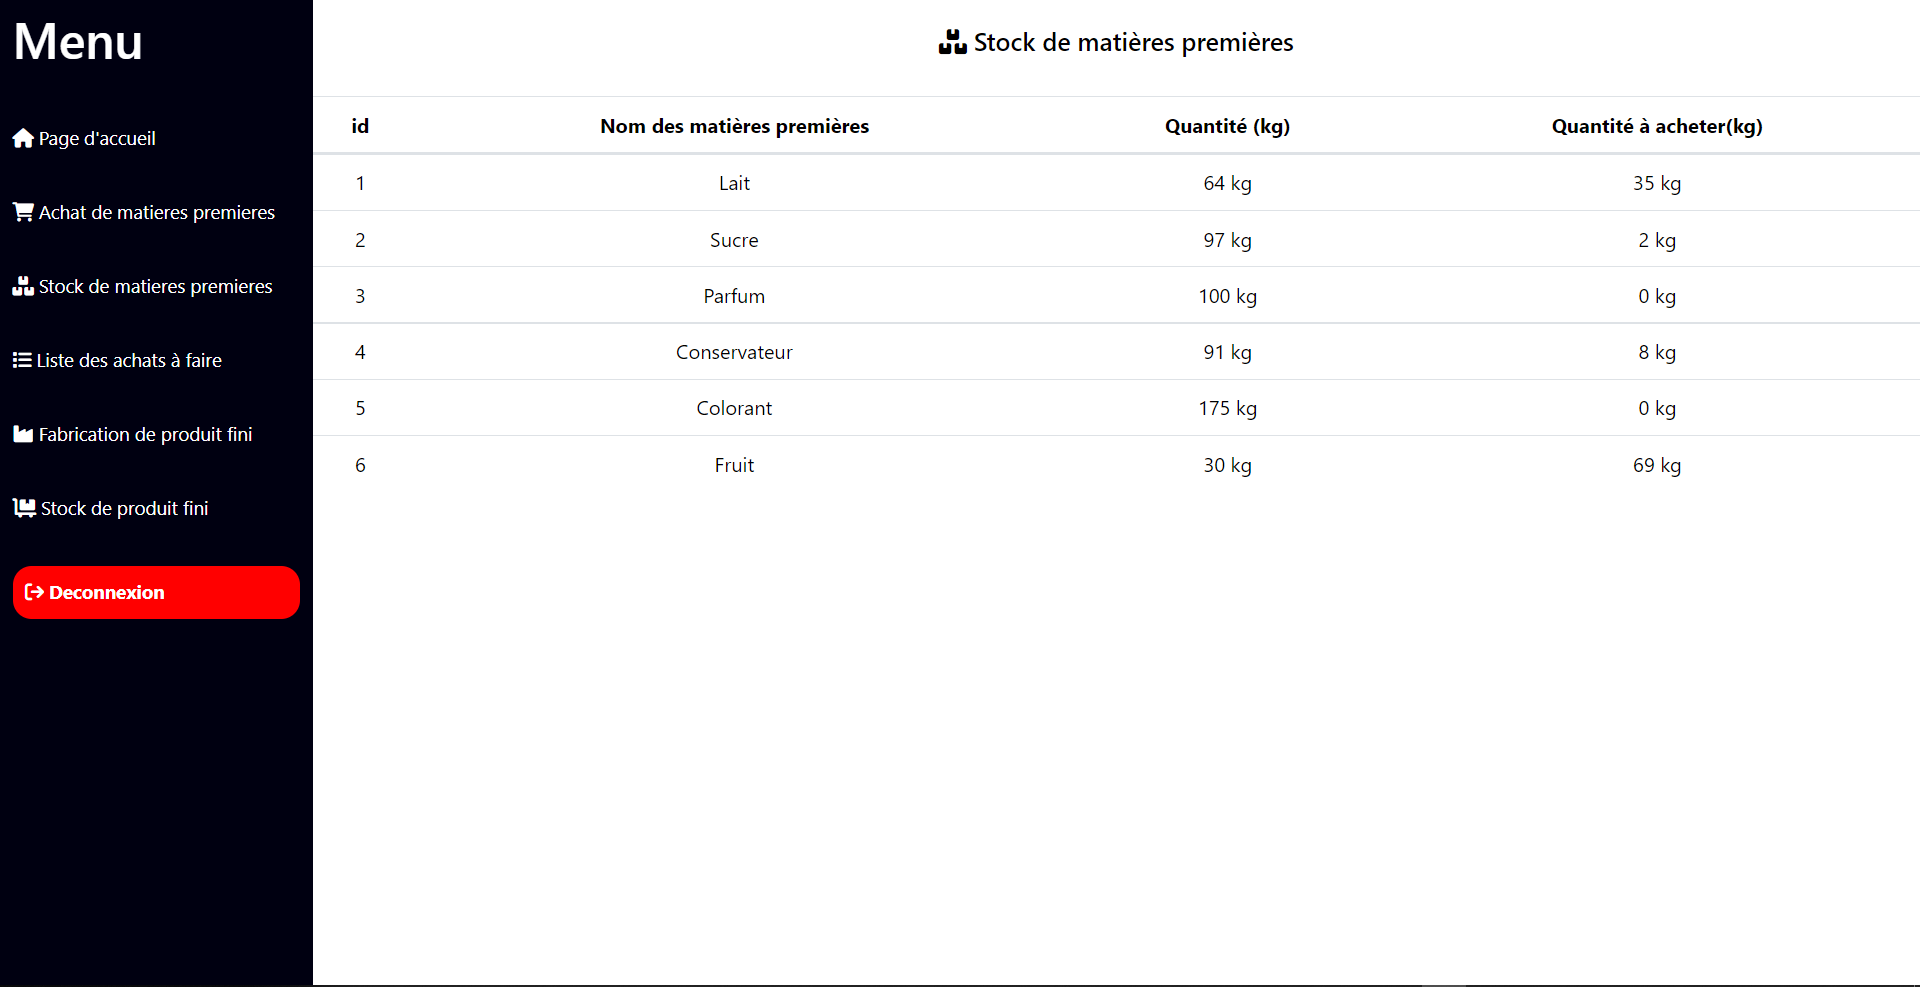 Menu
Page d'accueil
Achat de matieres premieres
Stock de matieres premieres
Liste des achats à faire
Fabrication de produit fini
Stock de produit fini
Deconnexion
Stock de matières premières
id Nom des matières premières Quantité (kg) Quantité à acheter(kg)
1 Lait 64 kg 35 kg
2 Sucre 97 kg 2 kg
3 Parfum 100 kg 0 kg
4 Conservateur 91 kg 8 kg
5 Colorant 175 kg 0 kg
6 Fruit 30 kg 69 kg